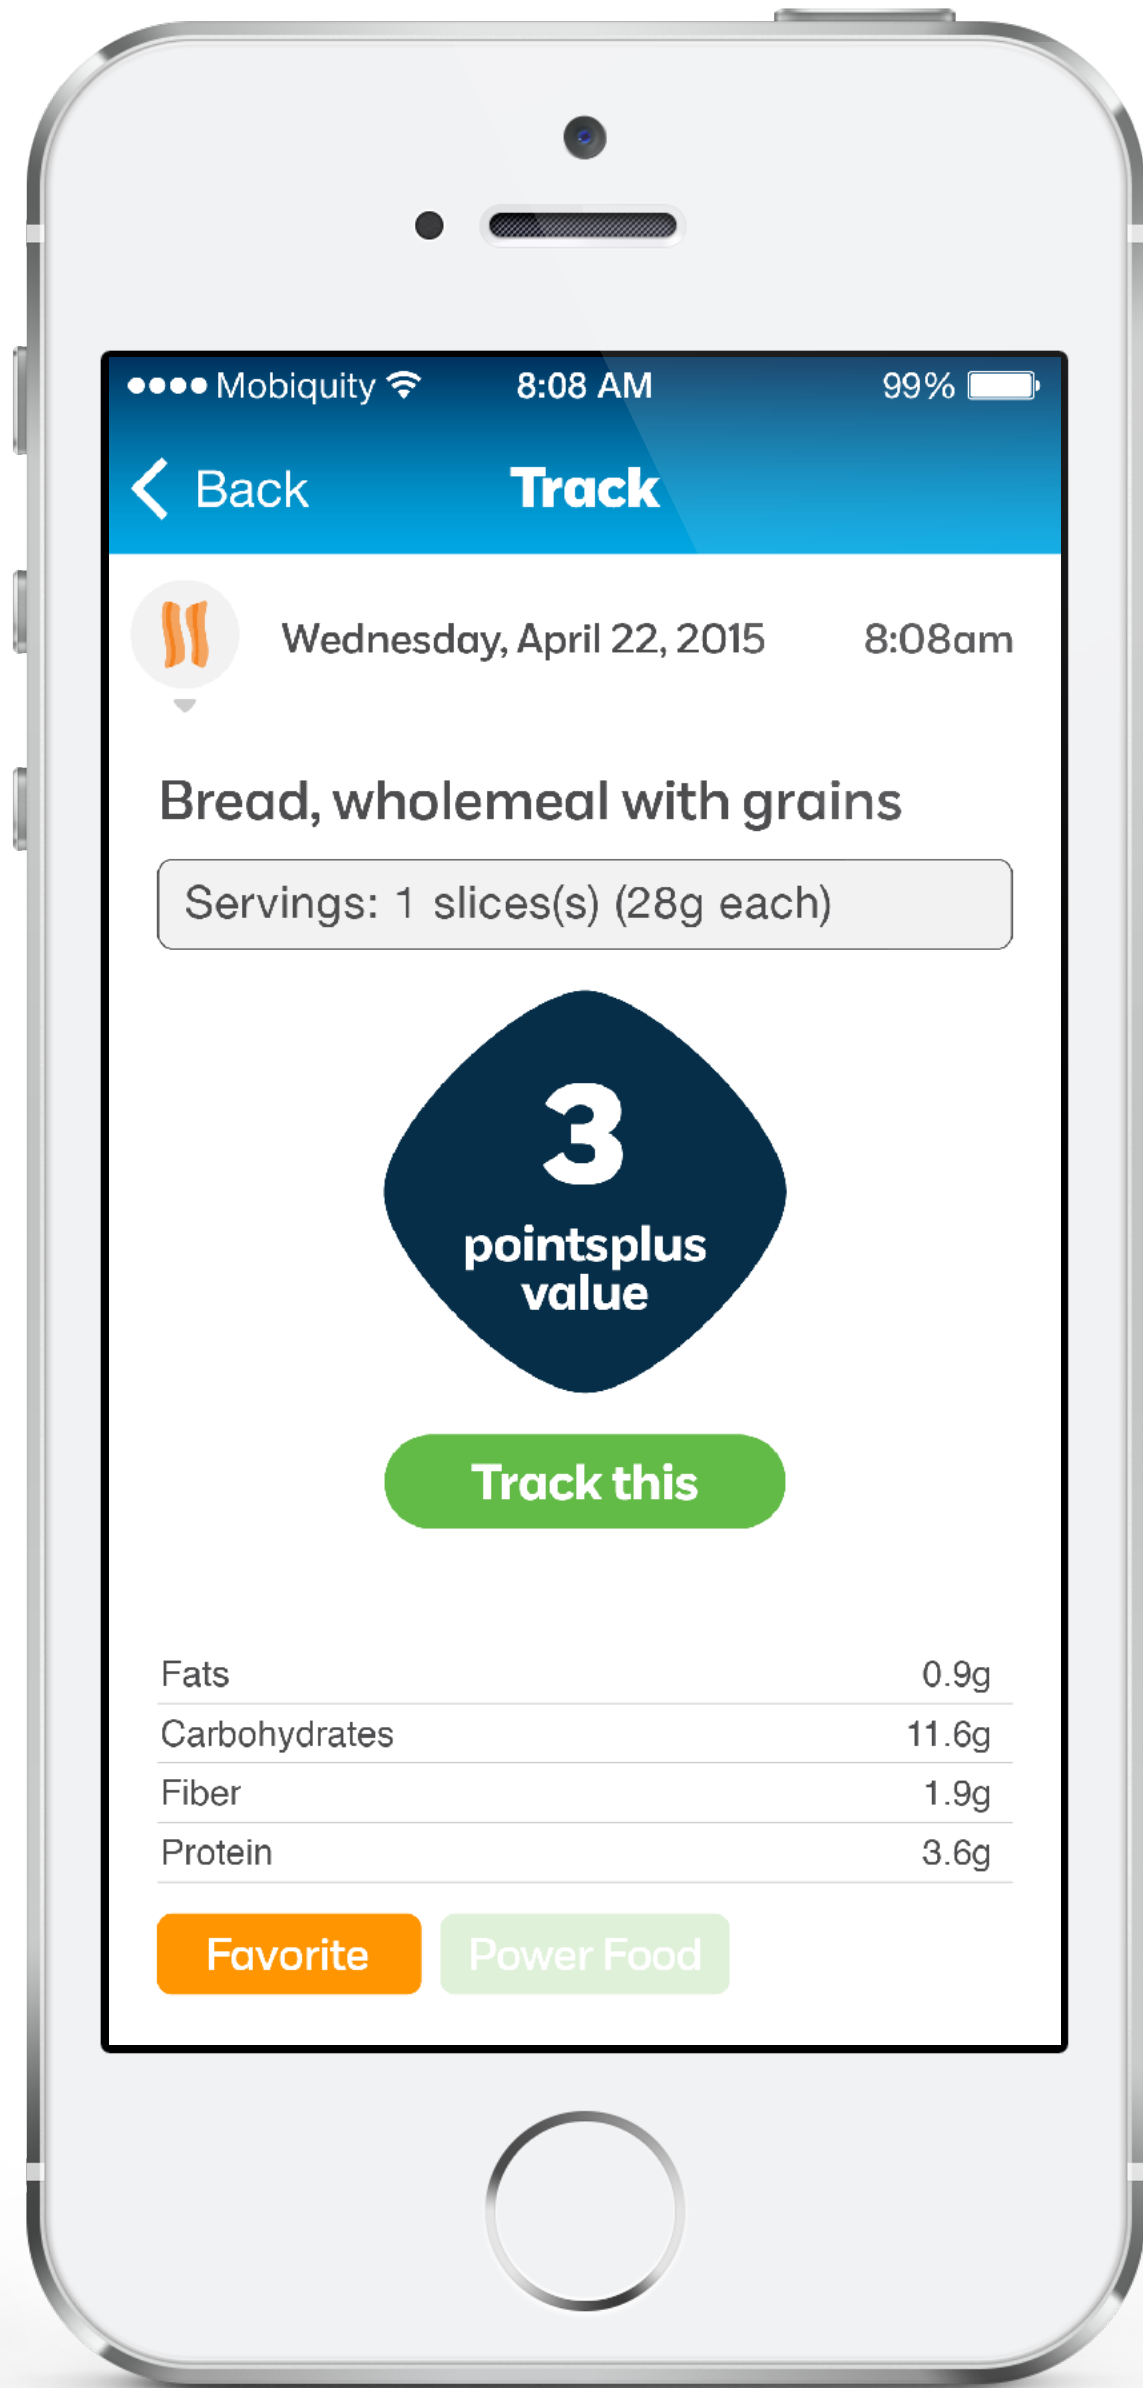 Mobiquity 8:08 AM 99%
Back Track
Wednesday, April 22, 2015 8:08am
Bread, wholemeal with grains
Servings: 1 slices(s) (28g each)
3
pointsplus
value
Track this
Fats 0.9g
Carbohydrates 11.6g
Fiber 1.9g
Protein 3.6g
Favorite Power Food